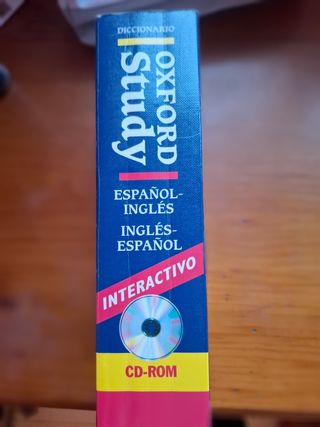 DICCIONARIO
OXFORD
Study
ESPAÑOL-
INGLÉS
INGLÉS-
ESPAÑOL
INTERACTIVO
CD-ROM